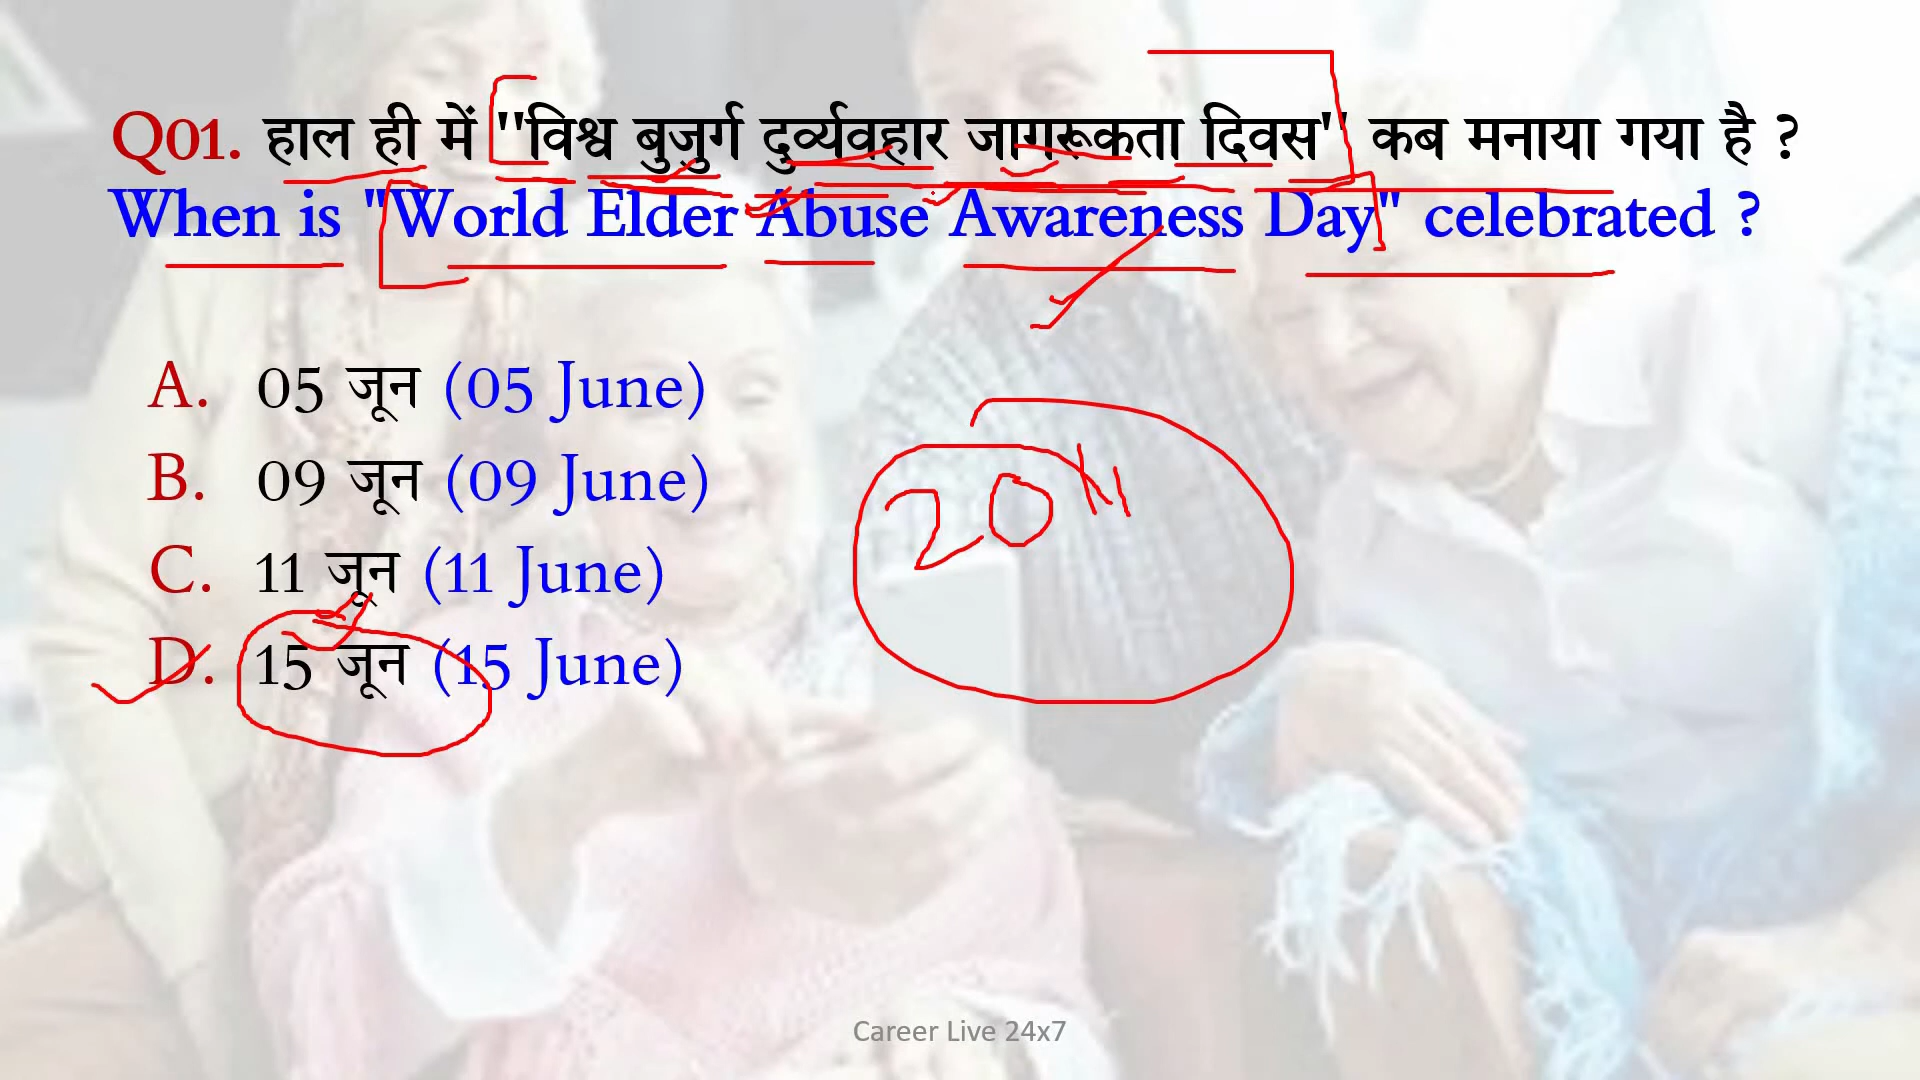 Q01. हाल ही में "विश्व बुजुर्ग दुर्व्यवहार जागरूकता दिवस" कब मनाया गया है ?
When is "World Elder Abuse Awareness Day" celebrated ?
A. 05 जून (05 June)
B. 09 जून (09 June)
C. 11 जून (11 June)
D. 15 जून (15 June)
20
Career Live 24x7